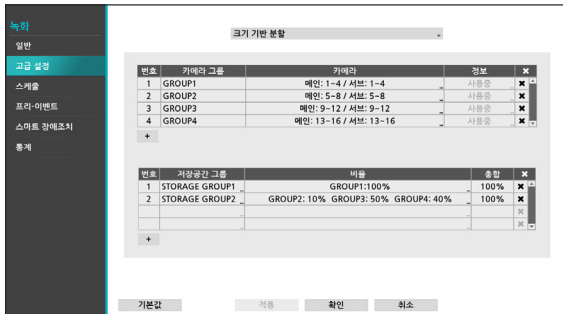 녹화
일반
고급 설정
스케줄
프리-이벤트
스마트 장애조치
통계
크기 기반 분할
번호 카메라 그룹 카메라 정보 ✖
1 GROUP1 메인: 1~4 / 서브: 1~4 사용중 ✖
2 GROUP2 메인: 5~8 / 서브: 5~8 사용중 ✖
3 GROUP3 메인: 9~12 / 서브: 9~12 사용중 ✖
4 GROUP4 메인: 13~16 / 서브: 13~16 사용중 ✖
+
번호 저장공간 그룹 비율 총합 ✖
1 STORAGE GROUP1 GROUP1:100% 100% ✖
2 STORAGE GROUP2 GROUP2: 10% GROUP3: 50% GROUP4: 40% 100% ✖
✖
✖
+
기본값 적용 확인 취소